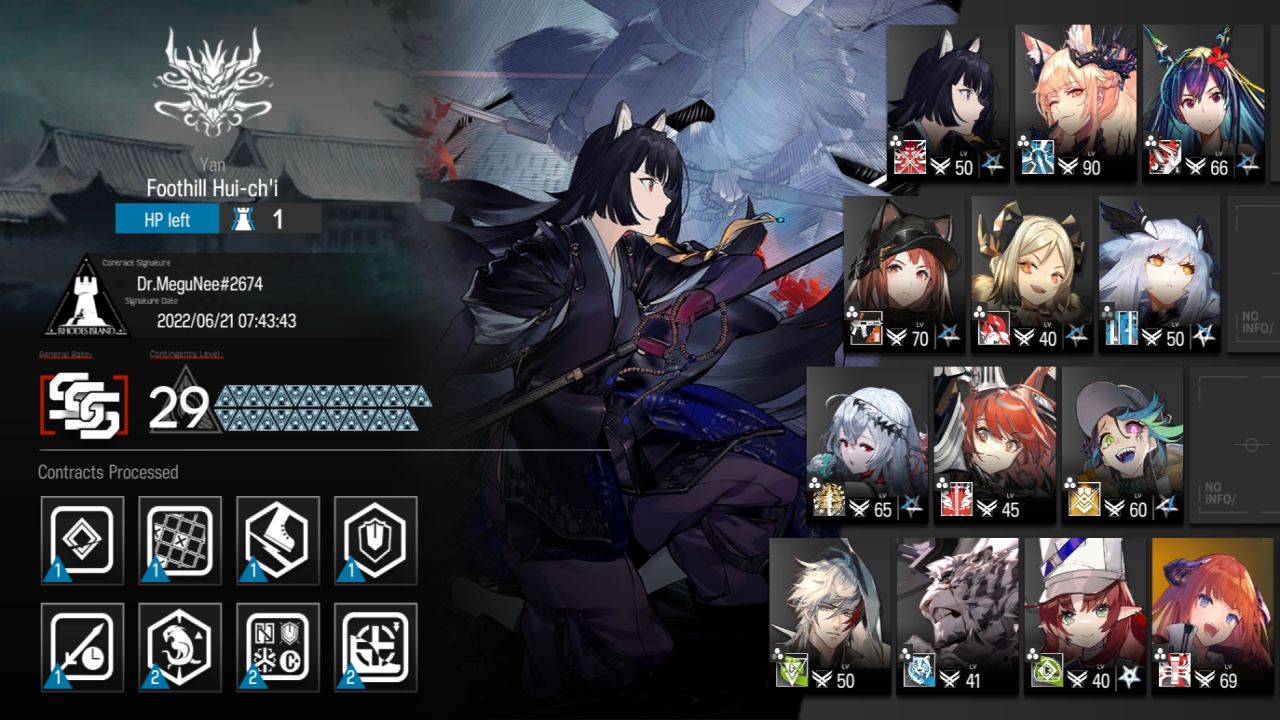 Yan
Foothill Hui-ch'i
HP left 1
Contract Signature
Dr.MeguNee#2674
Signature Date
2022/06/21 07:43:43
RHODES ISLAND
General Rate:
Contingency Level :
SSS
29
Contracts Processed
1 1 1 1
1 2 2 2
LV 50 LV 90 LV 66
LV 70 LV 40 LV 50
NO
INFO/
LV 65 LV 45 LV 60
NO
INFO/
LV 50 LV 41 LV 40 LV 69